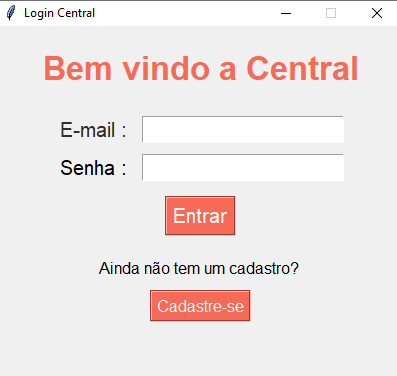 Login Central
Bem vindo a Central
E-mail :
Senha :
Entrar
Ainda não tem um cadastro?
Cadastre-se